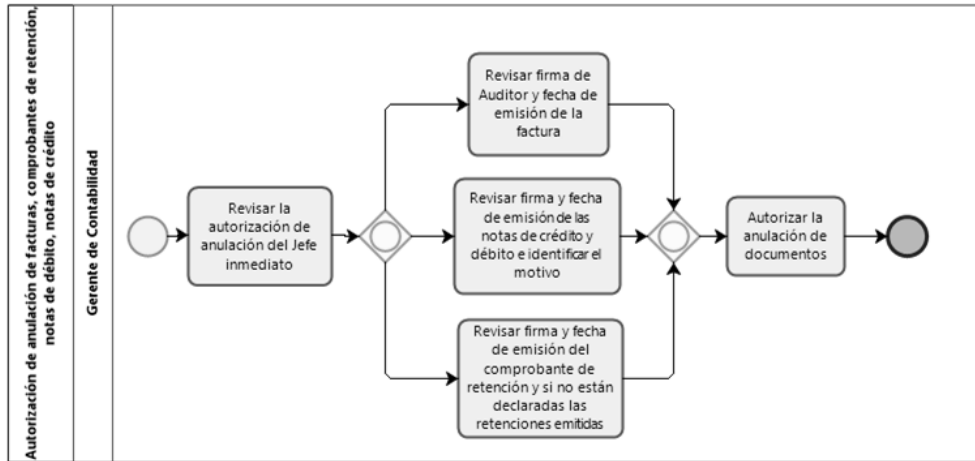 Autorización de anulación de facturas, comprobantes de retención,
notas de débito, notas de crédito
Gerente de Contabilidad
Revisar la
autorización de
anulación del Jefe
inmediato
Revisar firma de
Auditor y fecha de
emisión de la
factura
Revisar firma y fecha
de emisión de las
notas de crédito y
débito e identificar el
motivo
Revisar firma y fecha
de emisión del
comprobante de
retención y si no están
declaradas las
retenciones emitidas
Autorizar la
anulación de
documentos